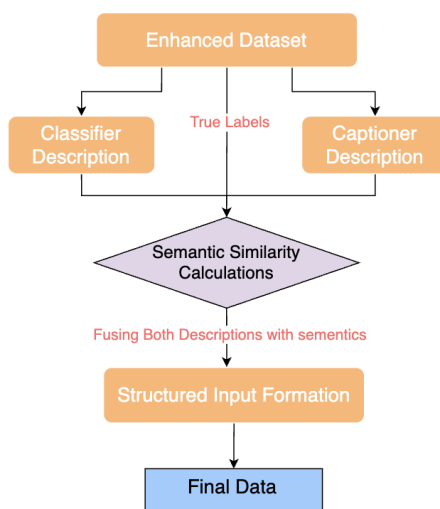 Enhanced Dataset
True Labels
Classifier
Description
Captioner
Description
Semantic Similarity
Calculations
Fusing Both Descriptions with sementics
Structured Input Formation
Final Data